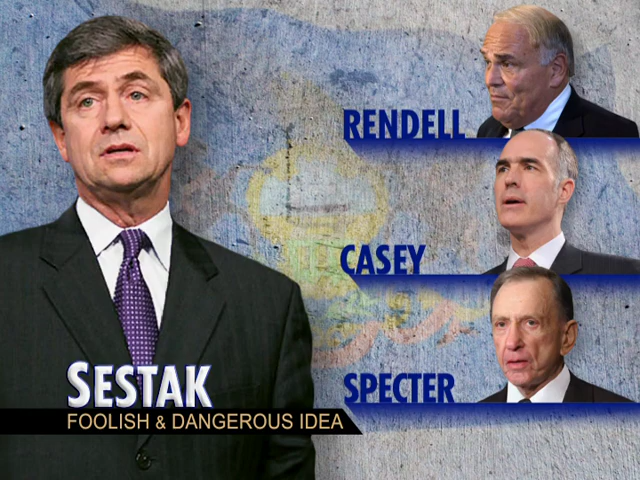 RENDELL
CASEY
SPECTER
SESTAK
FOOLISH & DANGEROUS IDEA